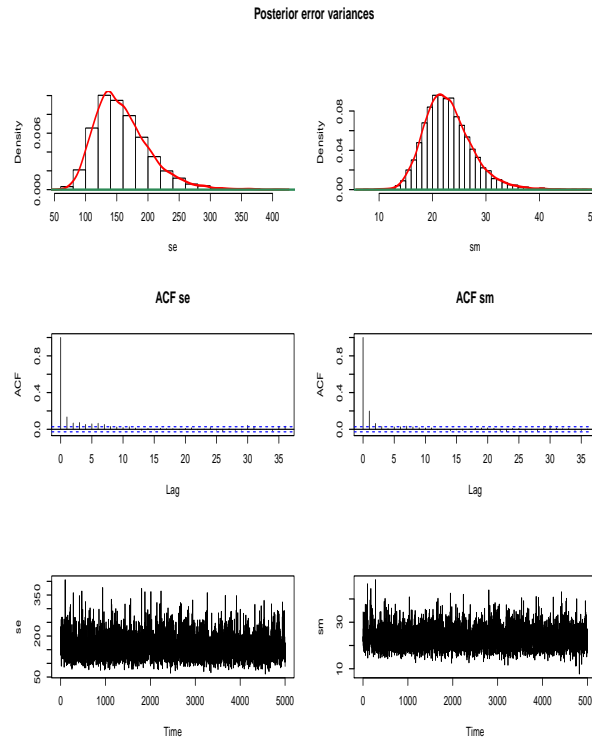 Posterior error variances
Density
0.000 0.006
50 100 150 200 250 300 350 400
se
Density
0.00 0.04 0.08
10 20 30 40
sm
ACF se
ACF
0.0 0.4 0.8
0 5 10 15 20 25 30 35
Lag
ACF sm
ACF
0.0 0.4 0.8
0 5 10 15 20 25 30 35
Lag
se
50 200 350
0 1000 2000 3000 4000 5000
Time
sm
10 30
0 1000 2000 3000 4000
Time